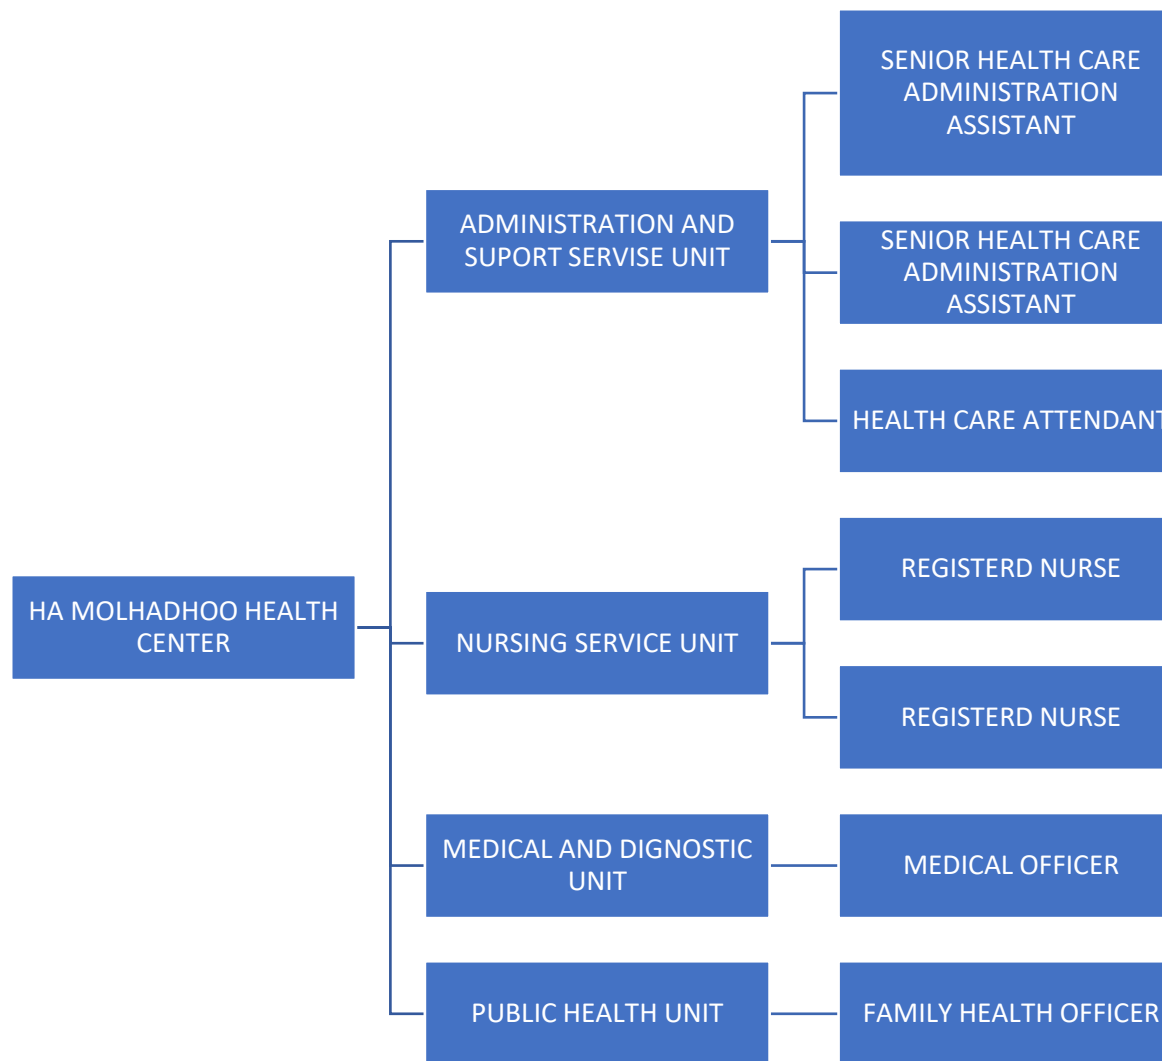 HA MOLHADHOO HEALTH
CENTER
ADMINISTRATION AND
SUPORT SERVISE UNIT
SENIOR HEALTH CARE
ADMINISTRATION
ASSISTANT
SENIOR HEALTH CARE
ADMINISTRATION
ASSISTANT
HEALTH CARE ATTENDANT
NURSING SERVICE UNIT
REGISTERD NURSE
REGISTERD NURSE
MEDICAL AND DIGNOSTIC
UNIT
MEDICAL OFFICER
PUBLIC HEALTH UNIT
FAMILY HEALTH OFFICER